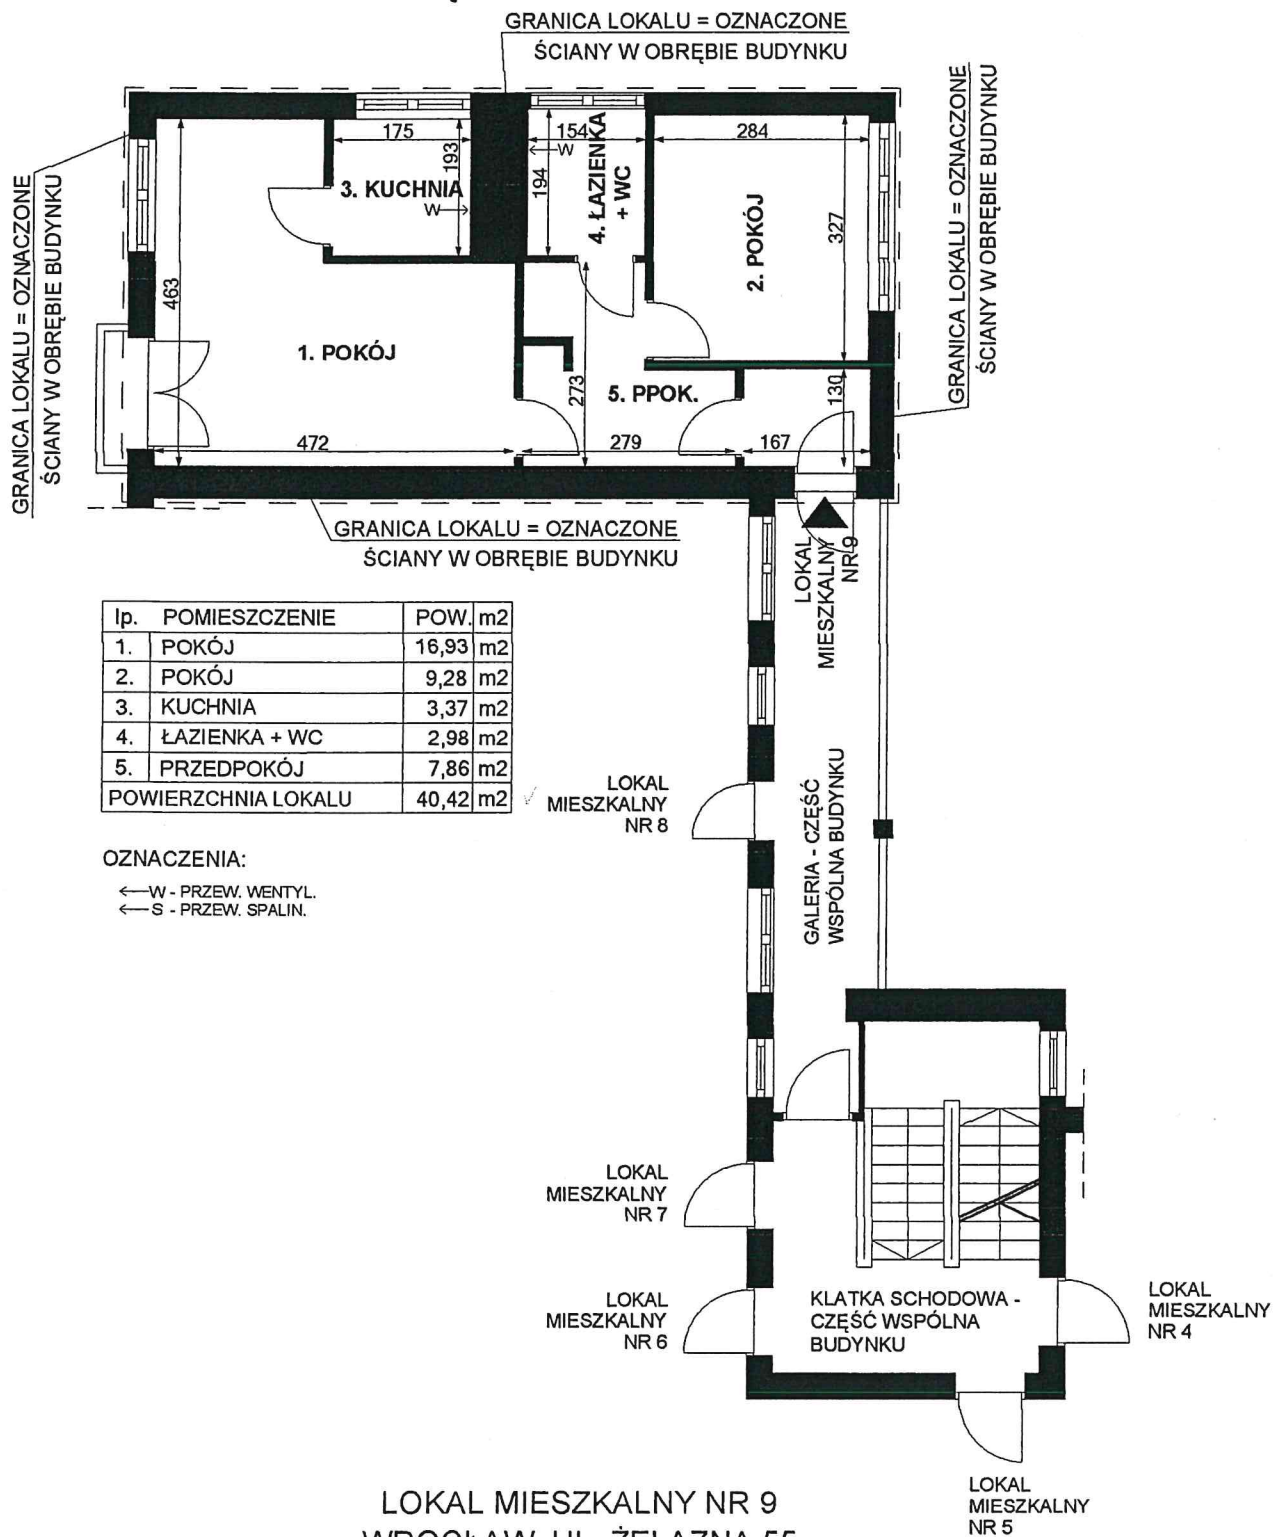 GRANICA LOKALU = OZNACZONE
ŚCIANY W OBRĘBIE BUDYNKU
GRANICA LOKALU = OZNACZONE
ŚCIANY W OBRĘBIE BUDYNKU
GRANICA LOKALU = OZNACZONE
ŚCIANY W OBRĘBIE BUDYNKU
175
193
3. KUCHNIA
W
154
W
194
4. ŁAZIENKA
+ WC
284
327
2. POKÓJ
463
1. POKÓJ
273
5. PPOK.
130
472
279
167
GRANICA LOKALU = OZNACZONE
ŚCIANY W OBRĘBIE BUDYNKU
LOKAL
MIESZKALNY
NR 9
lp. POMIESZCZENIE POW. m2
1. POKÓJ 16,93 m2
2. POKÓJ 9,28 m2
3. KUCHNIA 3,37 m2
4. ŁAZIENKA + WC 2,98 m2
5. PRZEDPOKÓJ 7,86 m2
POWIERZCHNIA LOKALU 40,42 m2
OZNACZENIA:
W - PRZEW. WENTYL.
S - PRZEW. SPALIN.
LOKAL
MIESZKALNY
NR 8
GALERIA - CZĘŚĆ
WSPÓLNA BUDYNKU
LOKAL
MIESZKALNY
NR 7
LOKAL
MIESZKALNY
NR 6
KLATKA SCHODOWA -
CZĘŚĆ WSPÓLNA
BUDYNKU
LOKAL
MIESZKALNY
NR 4
LOKAL
MIESZKALNY
NR 5
LOKAL MIESZKALNY NR 9
WROCŁAW, UL. ŻELAZNA 55